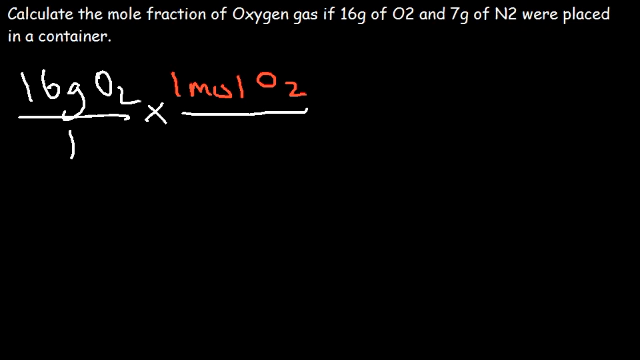 Calculate the mole fraction of Oxygen gas if 16g of O2 and 7g of N2 were placed
in a container.
16g O2 × 1mol O2
1